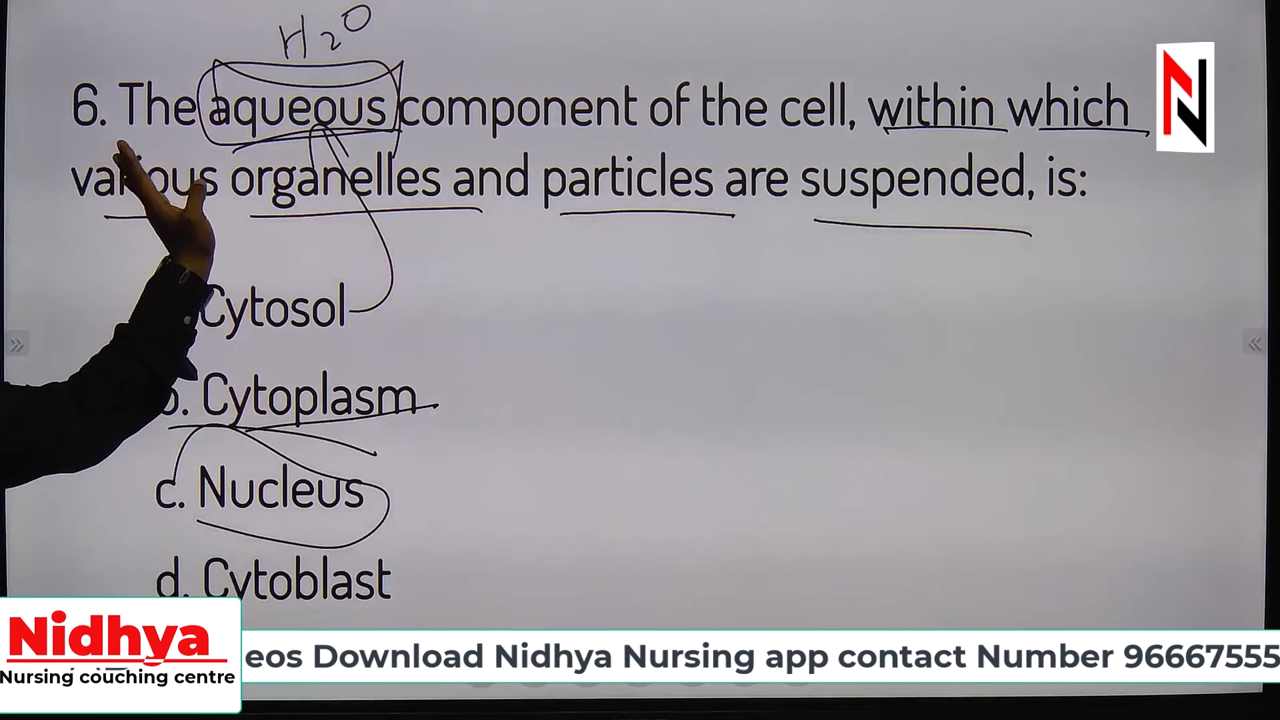 H2O
6. The aqueous component of the cell, within which
various organelles and particles are suspended, is:
Cytosol
b. Cytoplasm
c. Nucleus
d. Cytoblast
Nidhya
Nursing couching centre
eos Download Nidhya Nursing app contact Number 96667555